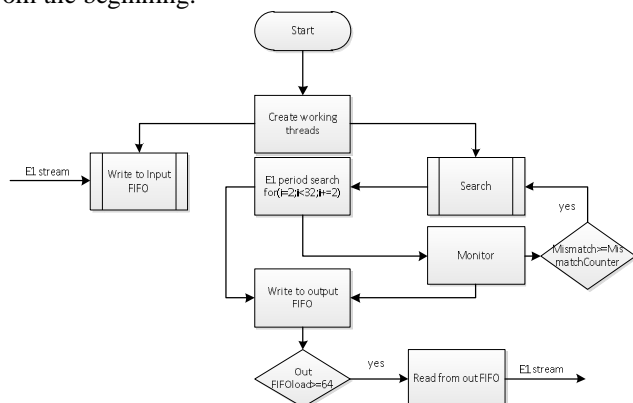 om the beginning.
Start
Create working
threads
E1 stream
Write to Input
FIFO
E1 period search
for(i=2;i<32;i+=2)
Search
yes
Monitor
Mismatch>=Mis
matchCounter
Write to output
FIFO
Out
FIFOload>=64
yes
Read from out FIFO
E1 stream